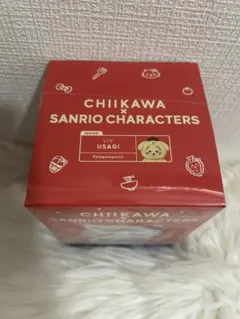 CHIIKAWA
×
SANRIO CHARACTERS
USAGI
Pompompurin
CHIIKAWA
SANRIO CHARACTERS